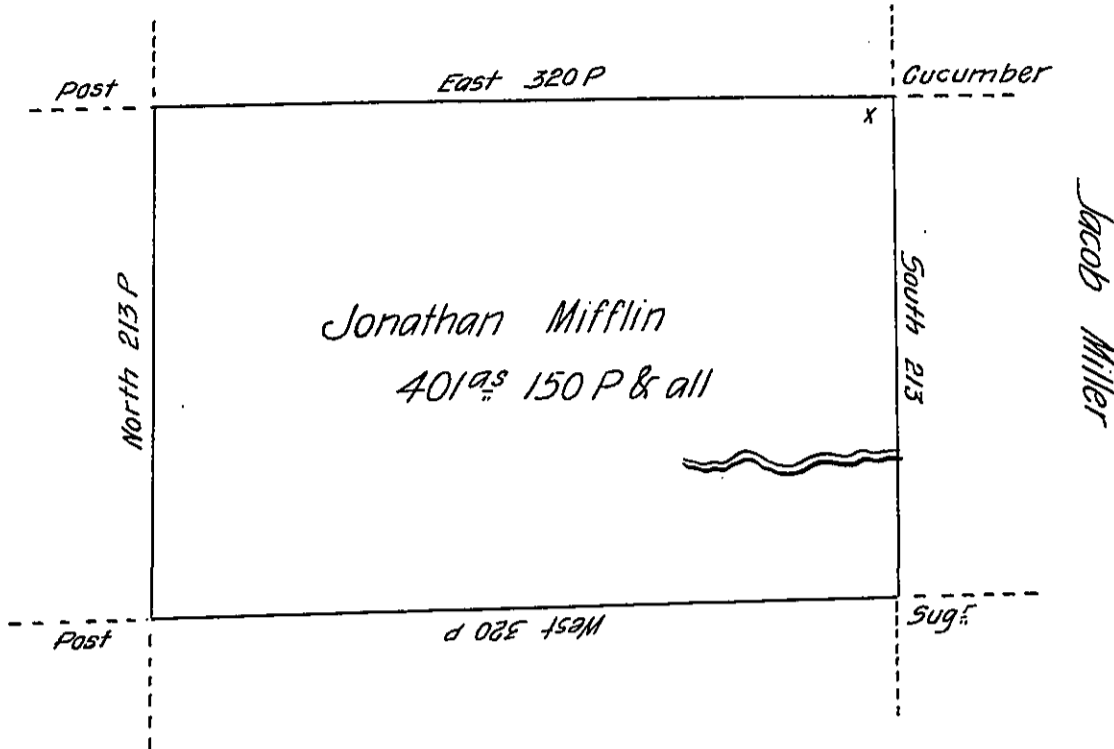 Post
East 320 P
Cucumber
X
North 213 P
Jonathan Mifflin
401as 150 P & all
South 213
Jacob Miller
Post
West 320 P
Sugr